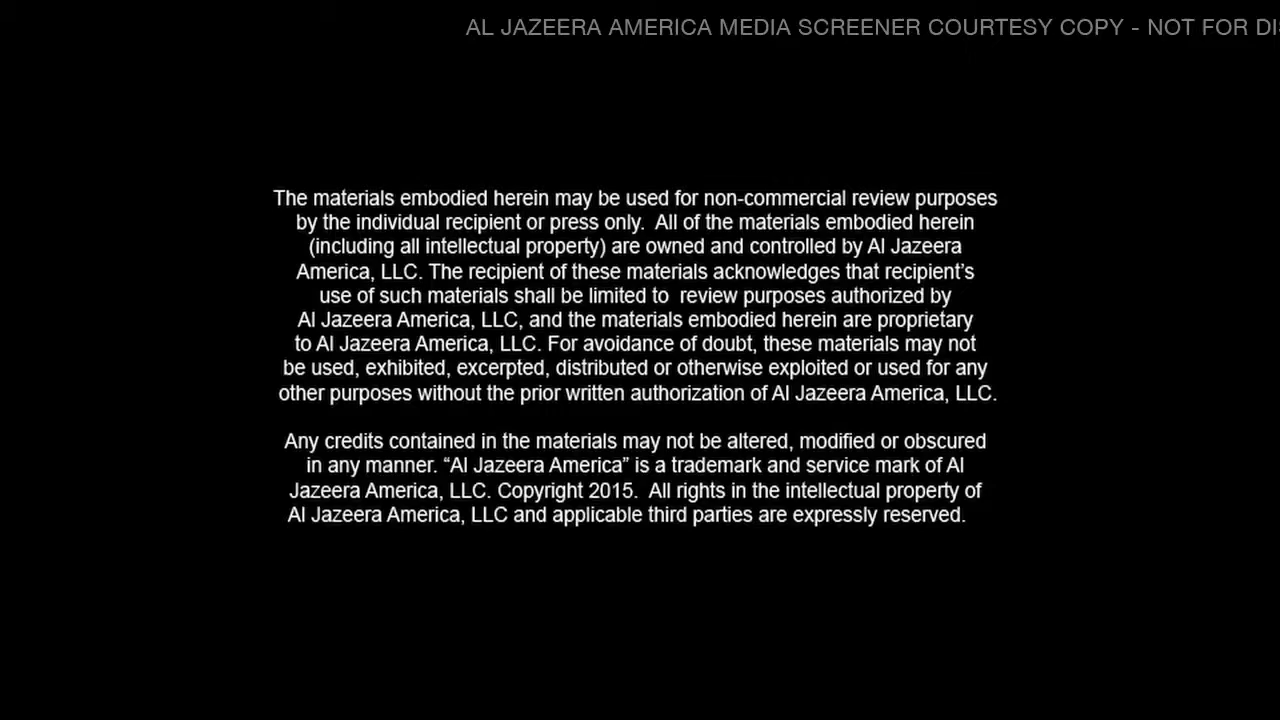 AL JAZEERA AMERICA MEDIA SCREENER COURTESY COPY - NOT FOR
The materials embodied herein may be used for non-commercial review purposes
by the individual recipient or press only.  All of the materials embodied herein
(including all intellectual property) are owned and controlled by Al Jazeera
America, LLC. The recipient of these materials acknowledges that recipient’s
use of such materials shall be limited to  review purposes authorized by
Al Jazeera America, LLC, and the materials embodied herein are proprietary
to Al Jazeera America, LLC. For avoidance of doubt, these materials may not
be used, exhibited, excerpted, distributed or otherwise exploited or used for any
other purposes without the prior written authorization of Al Jazeera America, LLC.
Any credits contained in the materials may not be altered, modified or obscured
in any manner. “Al Jazeera America” is a trademark and service mark of Al
Jazeera America, LLC. Copyright 2015.  All rights in the intellectual property of
Al Jazeera America, LLC and applicable third parties are expressly reserved.